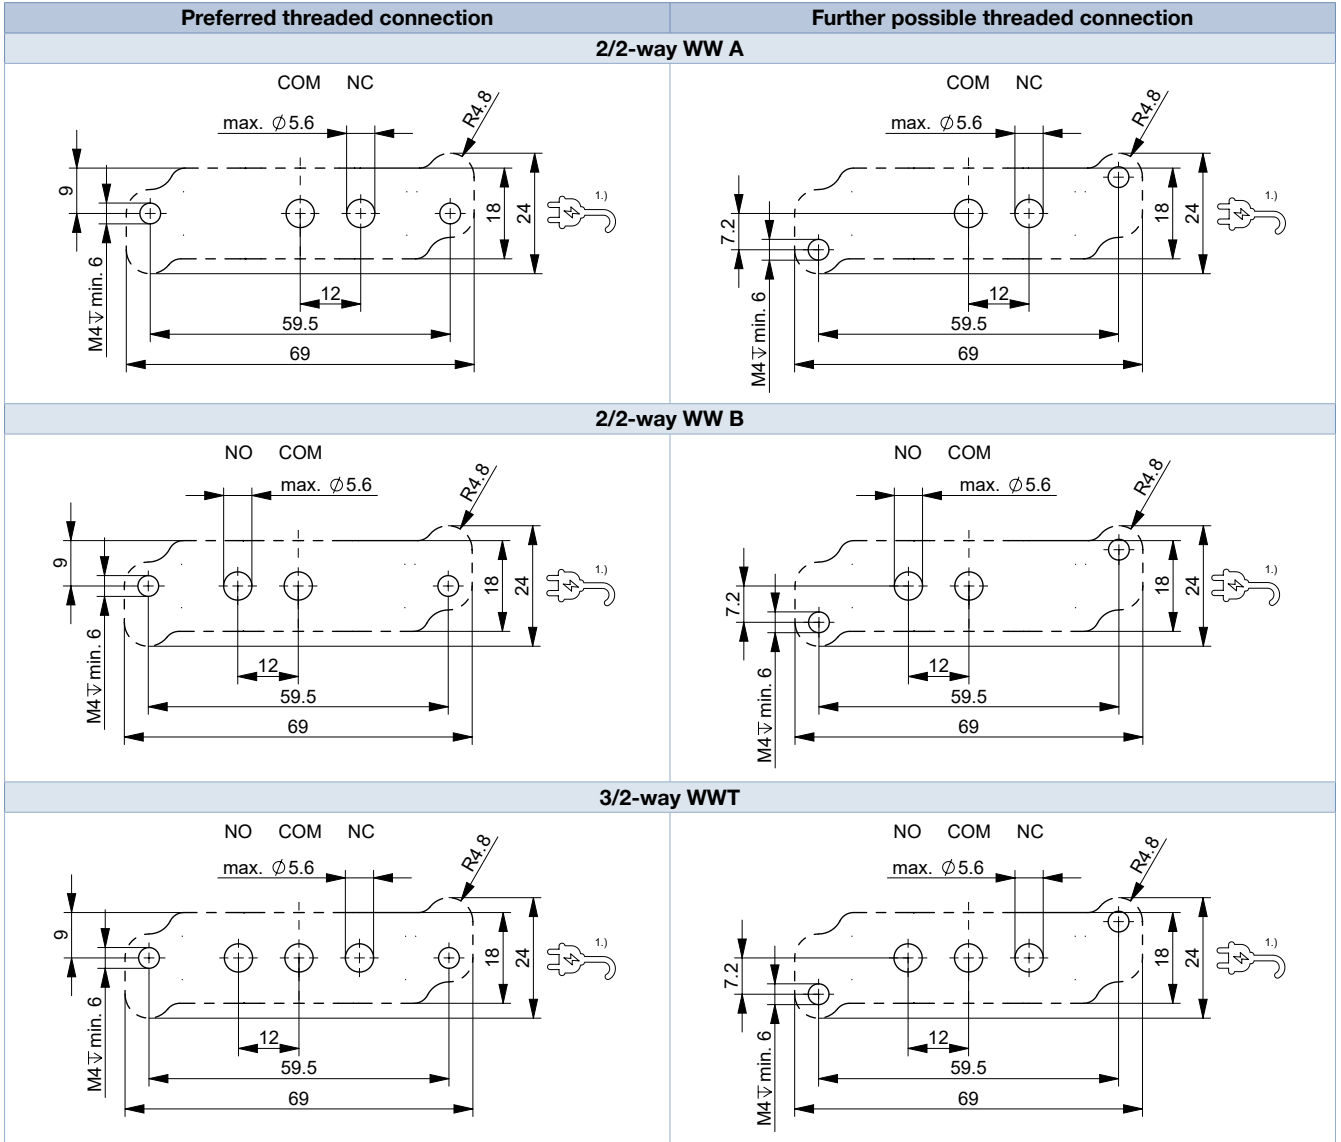 Preferred threaded connection
Further possible threaded connection
2/2-way WW A
COM NC
max. ∅5.6
R4.8
9
M4↧min. 6
18
24
1.)
12
59.5
69
COM NC
max. ∅5.6
R4.8
7.2
M4↧min. 6
18
24
1.)
12
59.5
69
2/2-way WW B
NO COM
max. ∅5.6
R4.8
9
M4↧min. 6
18
24
1.)
12
59.5
69
NO COM
max. ∅5.6
R4.8
7.2
M4↧min. 6
18
24
1.)
12
59.5
69
3/2-way WWT
NO COM NC
max. ∅5.6
R4.8
9
M4↧min. 6
18
24
1.)
12
59.5
69
NO COM NC
max. ∅5.6
R4.8
7.2
M4↧min. 6
18
24
1.)
12
59.5
69